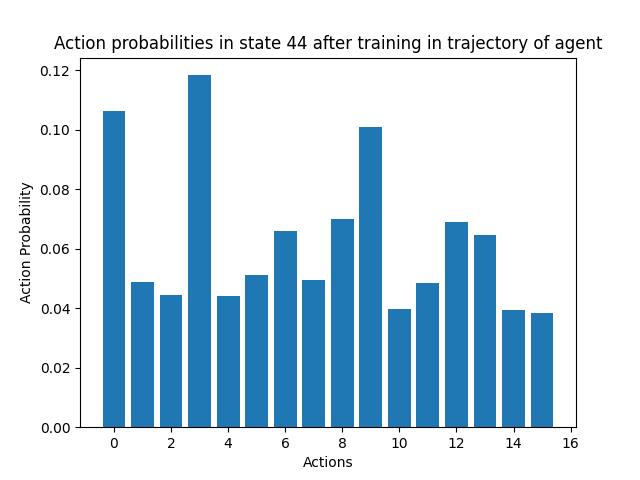 Action probabilities in state 44 after training in trajectory of agent
0.12
0.10
0.08
0.06
0.04
0.02
0.00
Action Probability
0 2 4 6 8 10 12 14 16
Actions